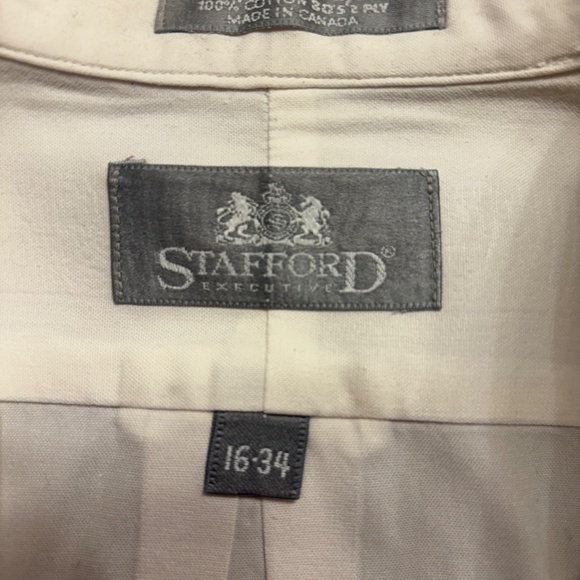 100% COTTON 80'S 2 PLY
MADE IN CANADA
S
STAFFORD®
EXECUTIVE
16·34